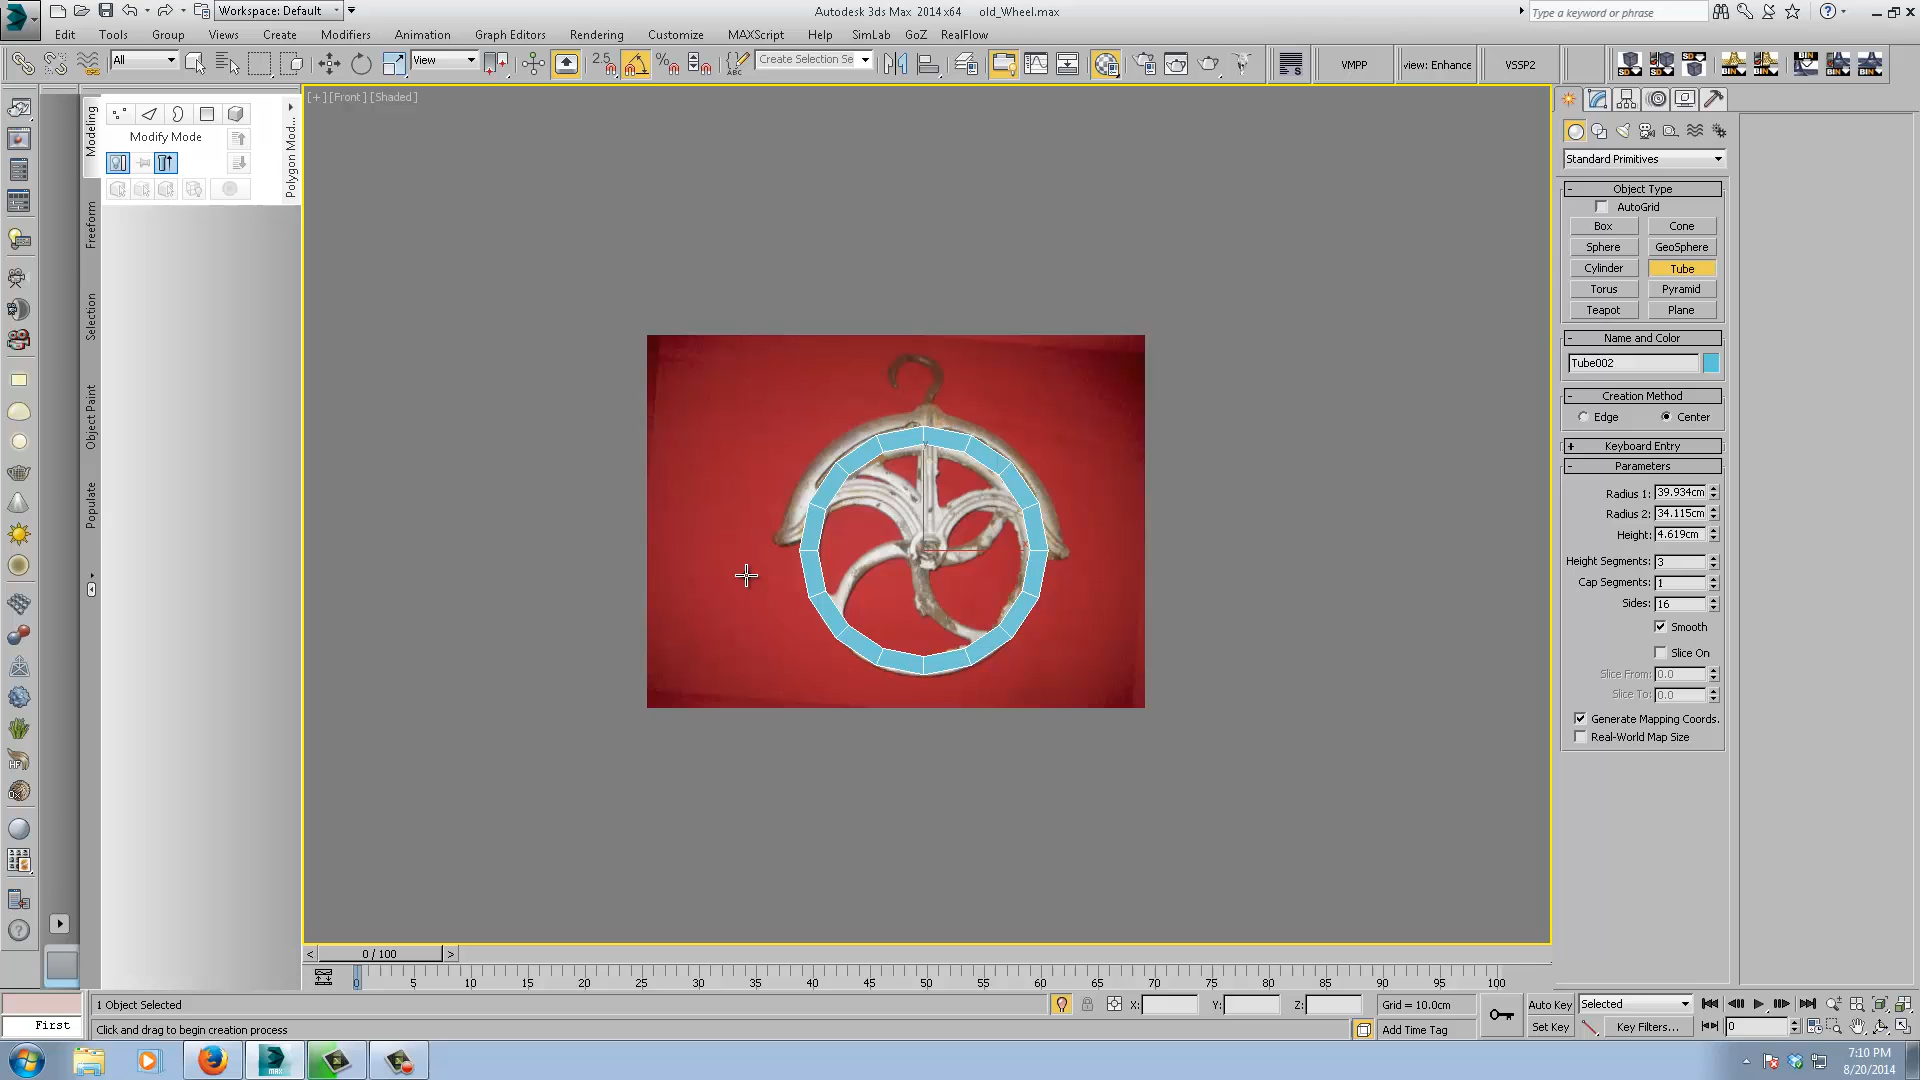 Workspace: Default
Autodesk 3ds Max 2014 x64 old_Wheel.max
Type a keyword or phrase
Edit Tools Group Views Create Modifiers Animation Graph Editors Rendering Customize MAXScript Help SimLab GoZ RealFlow
All
View
2.5
Create Selection Se
VMPP
view: Enhance
VSSP2
[+] [Front] [Shaded]
Modeling
Freeform
Selection
Object Paint
Populate
Modify Mode
Polygon Mod...
Standard Primitives
- Object Type
AutoGrid
Box Cone
Sphere GeoSphere
Cylinder Tube
Torus Pyramid
Teapot Plane
- Name and Color
Tube002
- Creation Method
Edge Center
+ Keyboard Entry
- Parameters
Radius 1: 39.934cm
Radius 2: 34.115cm
Height: 4.619cm
Height Segments: 3
Cap Segments: 1
Sides: 16
Smooth
Slice On
Slice From: 0.0
Slice To: 0.0
Generate Mapping Coords.
Real-World Map Size
< 0 / 100 >
0 5 10 15 20 25 30 35 40 45 50 55 60 65 70 75 80 85 90 95 100
1 Object Selected
X: Y: Z:
Grid = 10.0cm
Auto Key
Selected
First
Click and drag to begin creation process
Add Time Tag
Set Key
Key Filters...
0
7:10 PM
8/20/2014